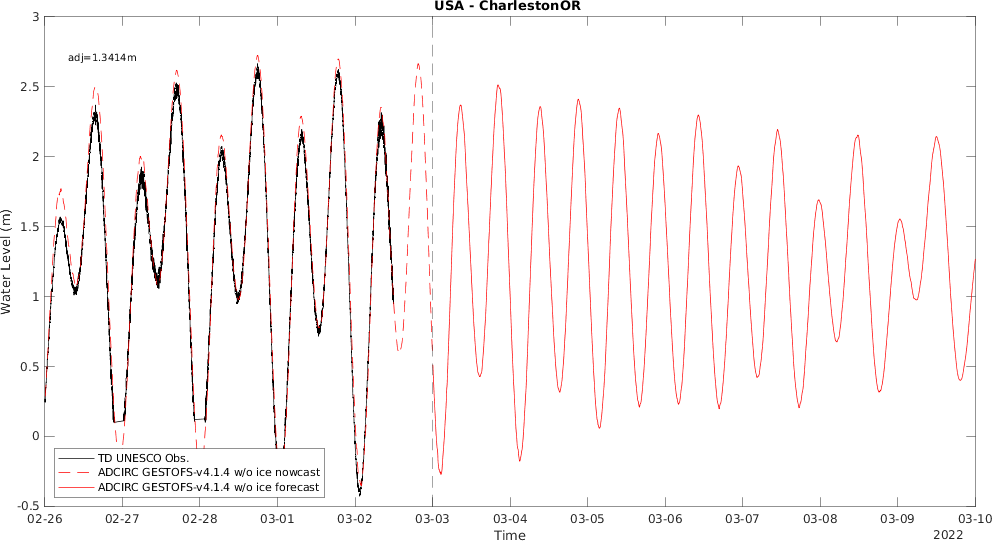 USA - CharlestonOR
adj=1.3414m
Water Level (m)
3
2.5
2
1.5
1
0.5
0
-0.5
TD UNESCO Obs.
ADCIRC GESTOFS-v4.1.4 w/o ice nowcast
ADCIRC GESTOFS-v4.1.4 w/o ice forecast
02-26 02-27 02-28 03-01 03-02 03-03 03-04 03-05 03-06 03-07 03-08 03-09 03-10
Time
2022